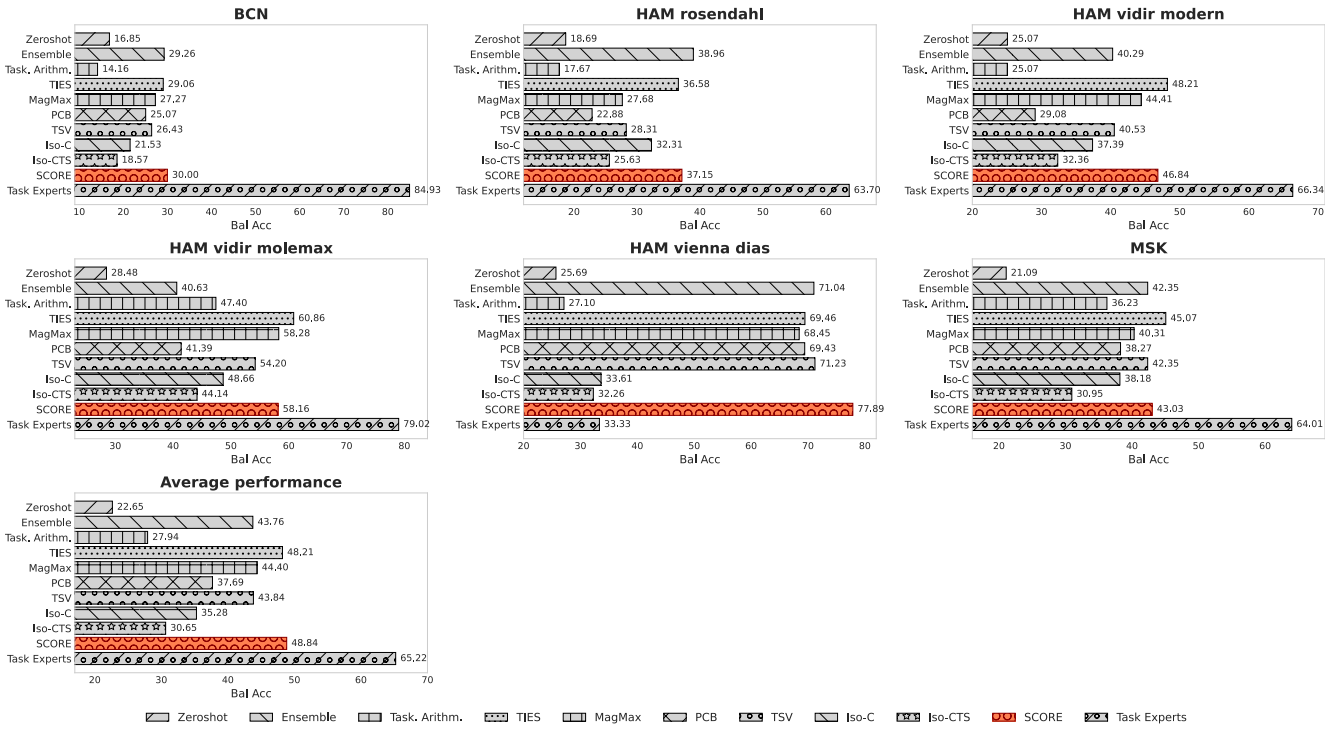 BCN
Zeroshot 16.85
Ensemble 29.26
Task. Arithm. 14.16
TIES 29.06
MagMax 27.27
PCB 25.07
TSV 26.43
Iso-C 21.53
Iso-CTS 18.57
SCORE 30.00
Task Experts 84.93
10 20 30 40 50 60 70 80
Bal Acc
HAM rosendahl
Zeroshot 18.69
Ensemble 38.96
Task. Arithm. 17.67
TIES 36.58
MagMax 27.68
PCB 22.88
TSV 28.31
Iso-C 32.31
Iso-CTS 25.63
SCORE 37.15
Task Experts 63.70
20 30 40 50 60
Bal Acc
HAM vidir modern
Zeroshot 25.07
Ensemble 40.29
Task. Arithm. 25.07
TIES 48.21
MagMax 44.41
PCB 29.08
TSV 40.53
Iso-C 37.39
Iso-CTS 32.36
SCORE 46.84
Task Experts 66.34
20 30 40 50 60 70
Bal Acc
HAM vidir molemax
Zeroshot 28.48
Ensemble 40.63
Task. Arithm. 47.40
TIES 60.86
MagMax 58.28
PCB 41.39
TSV 54.20
Iso-C 48.66
Iso-CTS 44.14
SCORE 58.16
Task Experts 79.02
30 40 50 60 70 80
Bal Acc
HAM vienna dias
Zeroshot 25.69
Ensemble 71.04
Task. Arithm. 27.10
TIES 69.46
MagMax 68.45
PCB 69.43
TSV 71.23
Iso-C 33.61
Iso-CTS 32.26
SCORE 77.89
Task Experts 33.33
20 30 40 50 60 70 80
Bal Acc
MSK
Zeroshot 21.09
Ensemble 42.35
Task. Arithm. 36.23
TIES 45.07
MagMax 40.31
PCB 38.27
TSV 42.35
Iso-C 38.18
Iso-CTS 30.95
SCORE 43.03
Task Experts 64.01
20 30 40 50 60
Bal Acc
Average performance
Zeroshot 22.65
Ensemble 43.76
Task. Arithm. 27.94
TIES 48.21
MagMax 44.40
PCB 37.69
TSV 43.84
Iso-C 35.28
Iso-CTS 30.65
SCORE 48.84
Task Experts 65.22
20 30 40 50 60 70
Bal Acc
Zeroshot Ensemble Task. Arithm. TIES MagMax PCB TSV Iso-C Iso-CTS SCORE Task Experts